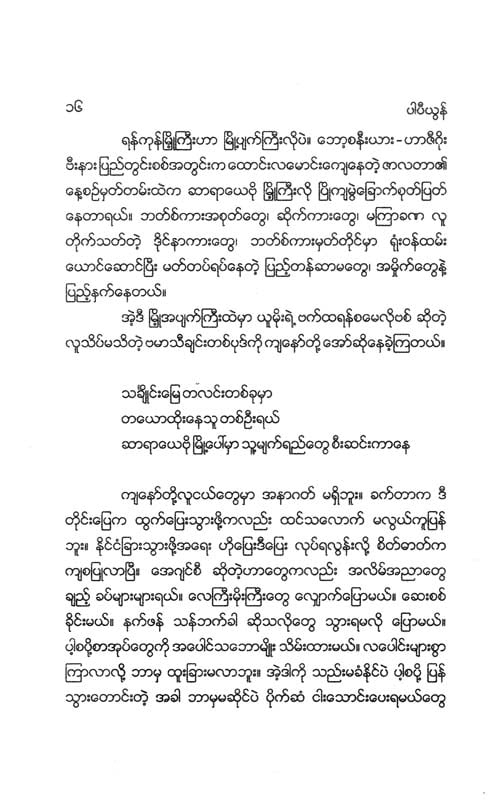 ၁၆
ပါပီယွန်
ရန်ကုန်မြို့ကြီးဟာ မြို့ပျက်ကြီးလိုပဲ။ ဘော့စနီးယား-ဟာဇီဂိုး
ဗီးနား ပြည်တွင်းစစ်အတွင်းက ထောင်းလမောင်းကျေနေတဲ့ ဇာလတာ၏
နေ့စဉ်မှတ်တမ်းထဲက ဆာရာယေဗို မြို့ကြီးလို ပြိုကျမွဲခြောက်စုတ်ပြတ်
နေတာရယ်။ ဘတ်စ်ကားအစုတ်တွေ၊ ဆိုက်ကားတွေ၊ မကြာခဏ လူ
တိုက်သတ်တဲ့ ဒိုင်နာကားတွေ၊ ဘတ်စ်ကားမှတ်တိုင်မှာ ရုံးဝန်ထမ်း
ယောင်ဆောင်ပြီး မတ်တပ်ရပ်နေတဲ့ ပြည့်တန်ဆာမတွေ၊ အမှိုက်တွေနဲ့
ပြည့်နှက်နေတယ်။
အဲ့ဒီ မြို့အပျက်ကြီးထဲမှာ ယူမိုးရဲ့ ဗက်ထရန်စမေလိုဗစ် ဆိုတဲ့
လူသိပ်မသိတဲ့ ဗမာသီချင်းတစ်ပုဒ်ကို ကျနော်တို့ အော်ဆိုနေခဲ့ကြတယ်။
သင်္ချိုင်းမြေ တလင်းတစ်ခုမှာ
တယောထိုးနေသူ တစ်ဦးရယ်
ဆာရာယေဗို မြို့ပေါ်မှာ သူ့မျက်ရည်တွေ စီးဆင်းကာနေ
ကျနော်တို့လူငယ်တွေမှာ အနာဂတ် မရှိဘူး။ ခက်တာက ဒီ
တိုင်းပြေက ထွက်ပြေးသွားဖို့ကလည်း ထင်သလောက် မလွယ်ကူပြန်
ဘူး။ နိုင်ငံခြားသွားဖို့အရေး ဟိုပြေးဒီပြေး လုပ်ရလွန်းလို့ စိတ်ဓာတ်က
ကျစပြုလာပြီ။ အေဂျင်စီ ဆိုတဲ့ဟာတွေကလည်း အလိမ်အညာတွေ
ချည့် ခပ်များများရယ်။ လေကြီးမိုးကြီးတွေ လျှောက်ပြောမယ်။ ဆေးစစ်
ခိုင်းမယ်။ နက်ဖန် သန်ဘက်ခါ ဆိုသလိုတွေ သွားရမလို ပြောမယ်။
ပါ့စပို့စာအုပ်တွေကို အပေါင်သဘောမျိုး သိမ်းထားမယ်။ လပေါင်းများစွာ
ကြာလာလို့ ဘာမှ ထူးခြားမလာဘူး။ အဲ့ဒါကို သည်းမခံနိုင်ပဲ ပါ့စပို့ ပြန်
သွားတောင်းတဲ့ အခါ ဘာမှမဆိုင်ပဲ ပိုက်ဆံ ငါးသောင်းပေးရမယ်တွေ